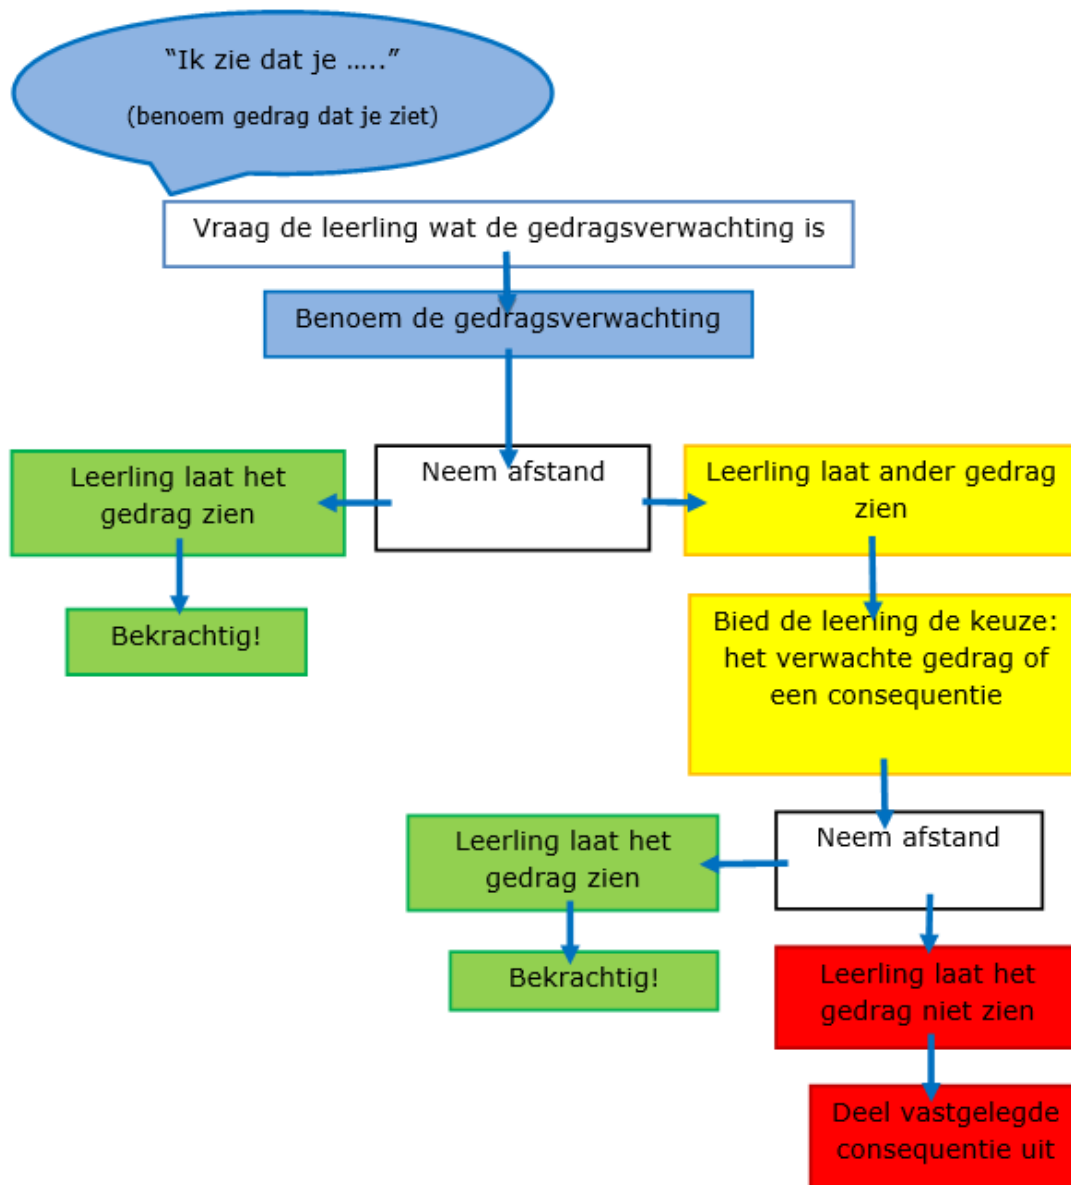 “Ik zie dat je …..”
(benoem gedrag dat je ziet)
Vraag de leerling wat de gedragsverwachting is
Benoem de gedragsverwachting
Neem afstand
Leerling laat het
gedrag zien
Bekrachtig!
Leerling laat ander gedrag
zien
Bied de leerling de keuze:
het verwachte gedrag of
een consequentie
Neem afstand
Leerling laat het
gedrag zien
Bekrachtig!
Leerling laat het
gedrag niet zien
Deel vastgelegde
consequentie uit